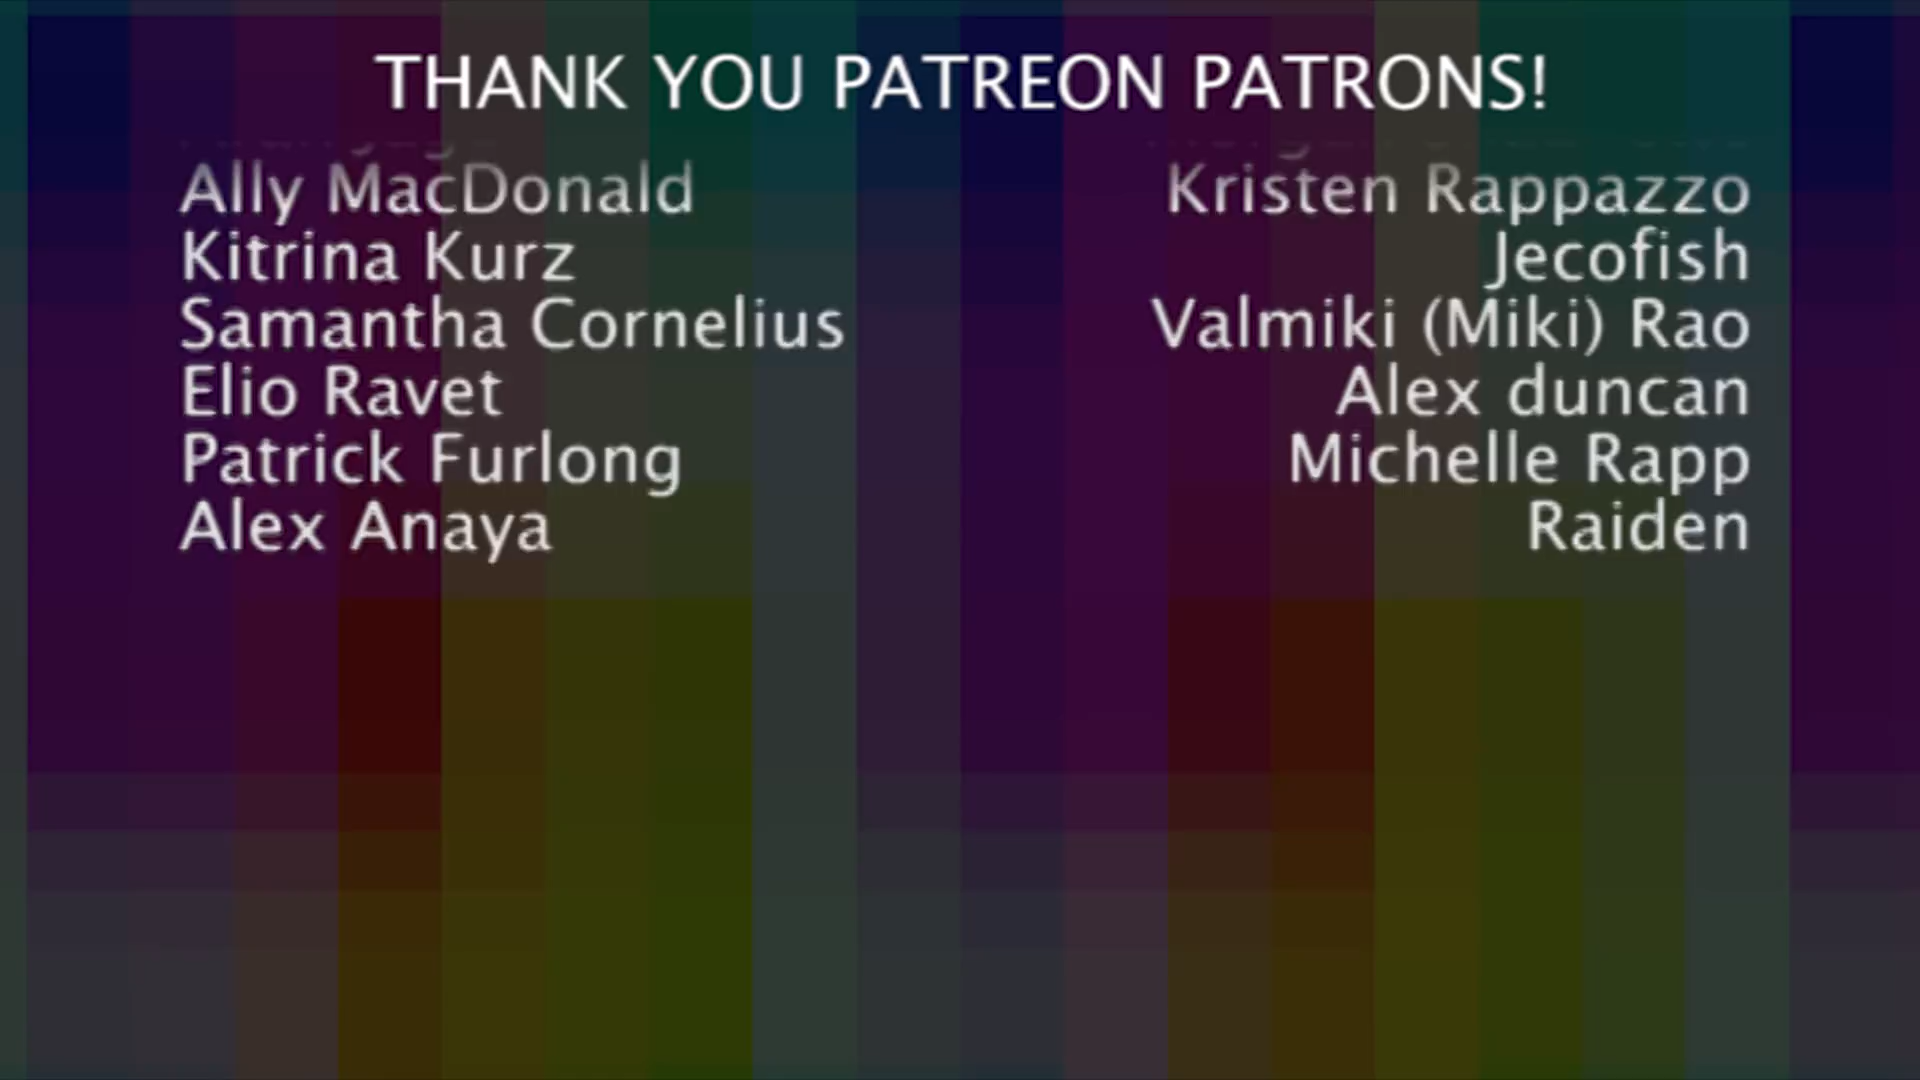 THANK YOU PATREON PATRONS!
Ally MacDonald
Kitrina Kurz
Samantha Cornelius
Elio Ravet
Patrick Furlong
Alex Anaya
Kristen Rappazzo
Jecofish
Valmiki (Miki) Rao
Alex duncan
Michelle Rapp
Raiden